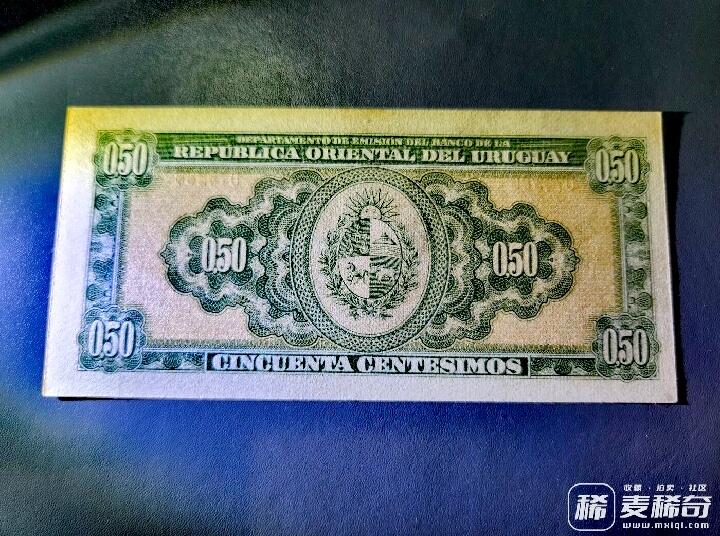 DEPARTAMENTO DE EMISION DEL BANCO DE LA
REPUBLICA ORIENTAL DEL URUGUAY
0.50
0.50
0.50
0.50
0.50
0.50
CINCUENTA CENTESIMOS
收藏 · 拍卖 · 社区
稀 麦稀奇
www.mxiqi.com